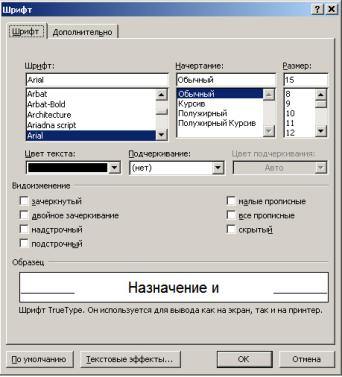 Шрифт
Шрифт Дополнительно
Шрифт: Начертание: Размер:
Arial Обычный 15
Arbat Обычный 8
Arbat-Bold Курсив 9
Architecture Полужирный 10
Ariadna script Полужирный Курсив 11
Arial 12
Цвет текста: Подчеркивание: Цвет подчеркивания:
(нет) Авто
Видоизменение
зачеркнутый малые прописные
двойное зачеркивание все прописные
надстрочный скрытый
подстрочный
Образец
Назначение и
Шрифт TrueType. Он используется для вывода как на экран, так и на принтер.
По умолчанию Текстовые эффекты... ОК Отмена